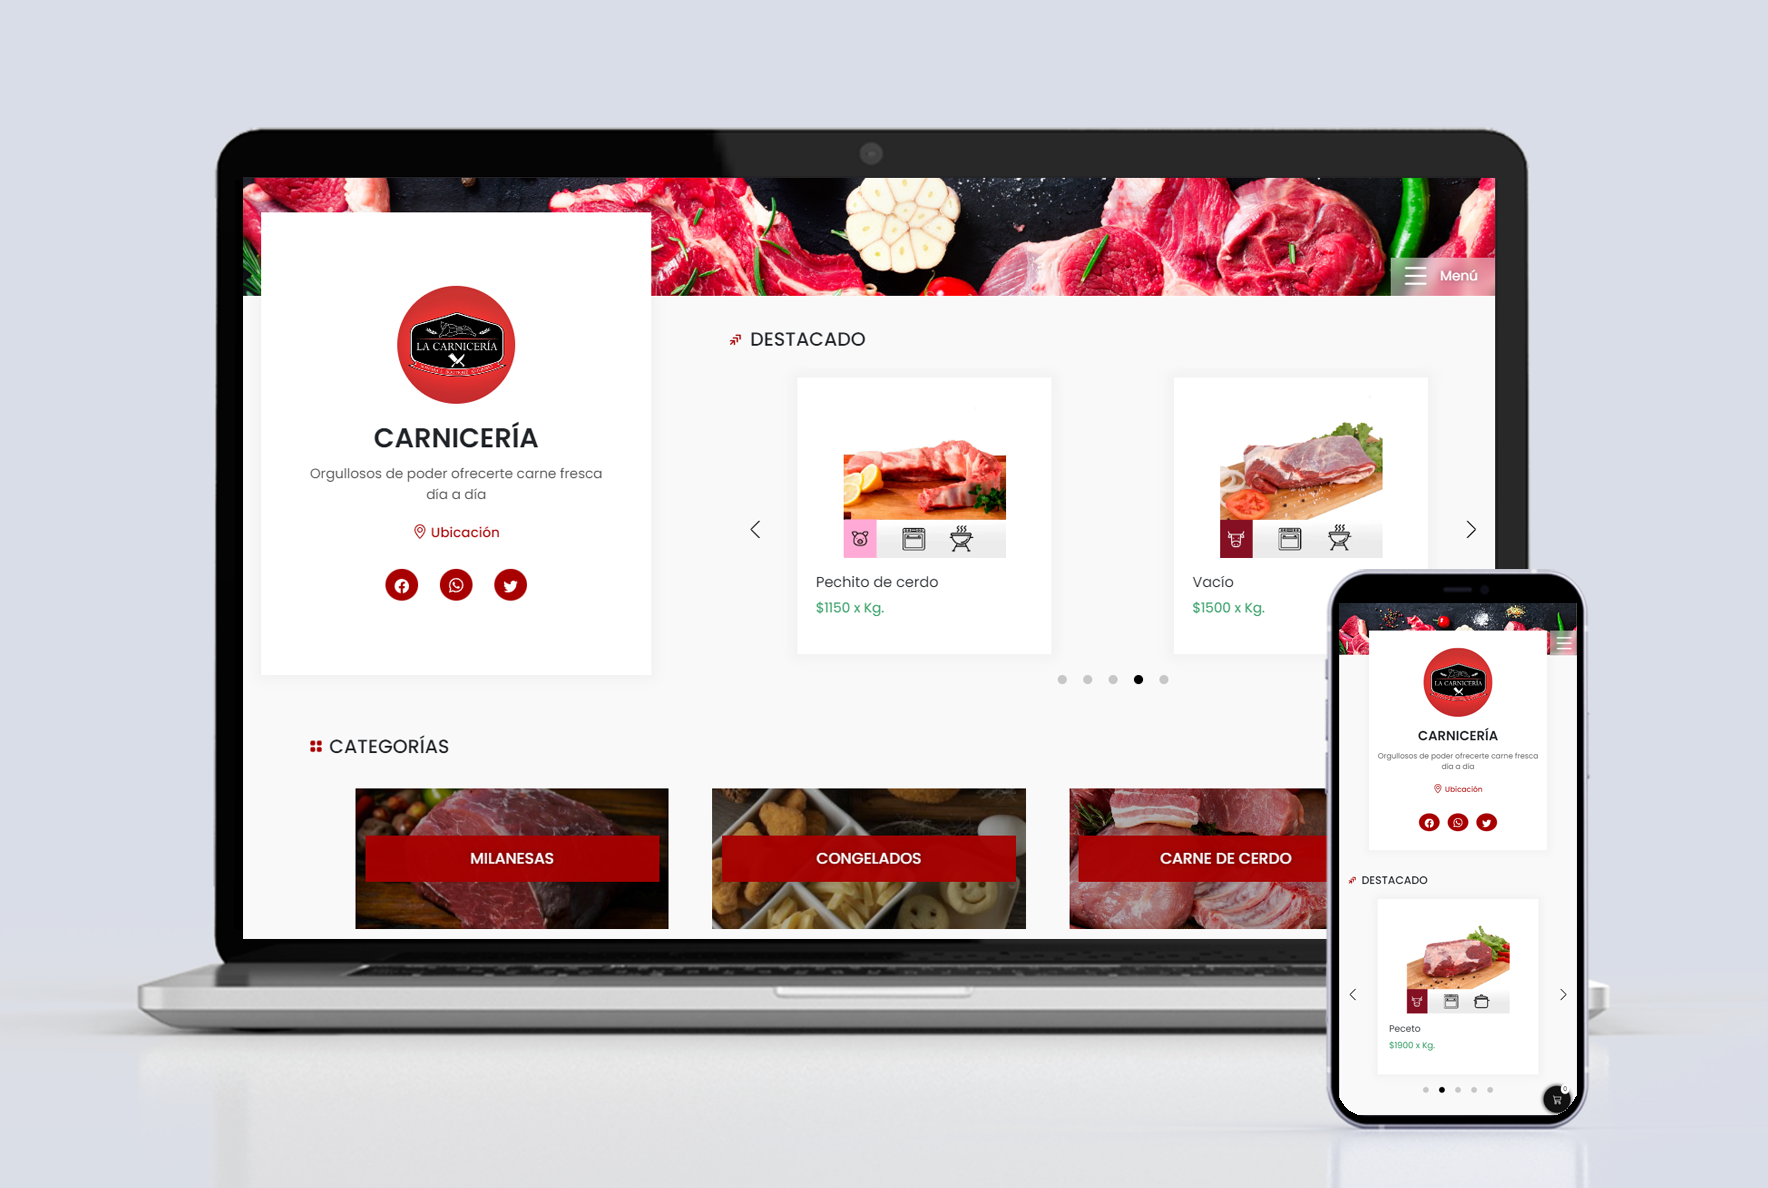 Menú
LA CARNICERÍA
CARNICERÍA
Orgullosos de poder ofrecerte carne fresca
día a día
Ubicación
DESTACADO
Pechito de cerdo
$1150 x Kg.
Vacío
$1500 x Kg.
CATEGORÍAS
MILANESAS
CONGELADOS
CARNE DE CERDO
LA CARNICERÍA
CARNICERÍA
Orgullosos de poder ofrecerte carne fresca
día a día
Ubicación
DESTACADO
Peceto
$1900 x Kg.
0